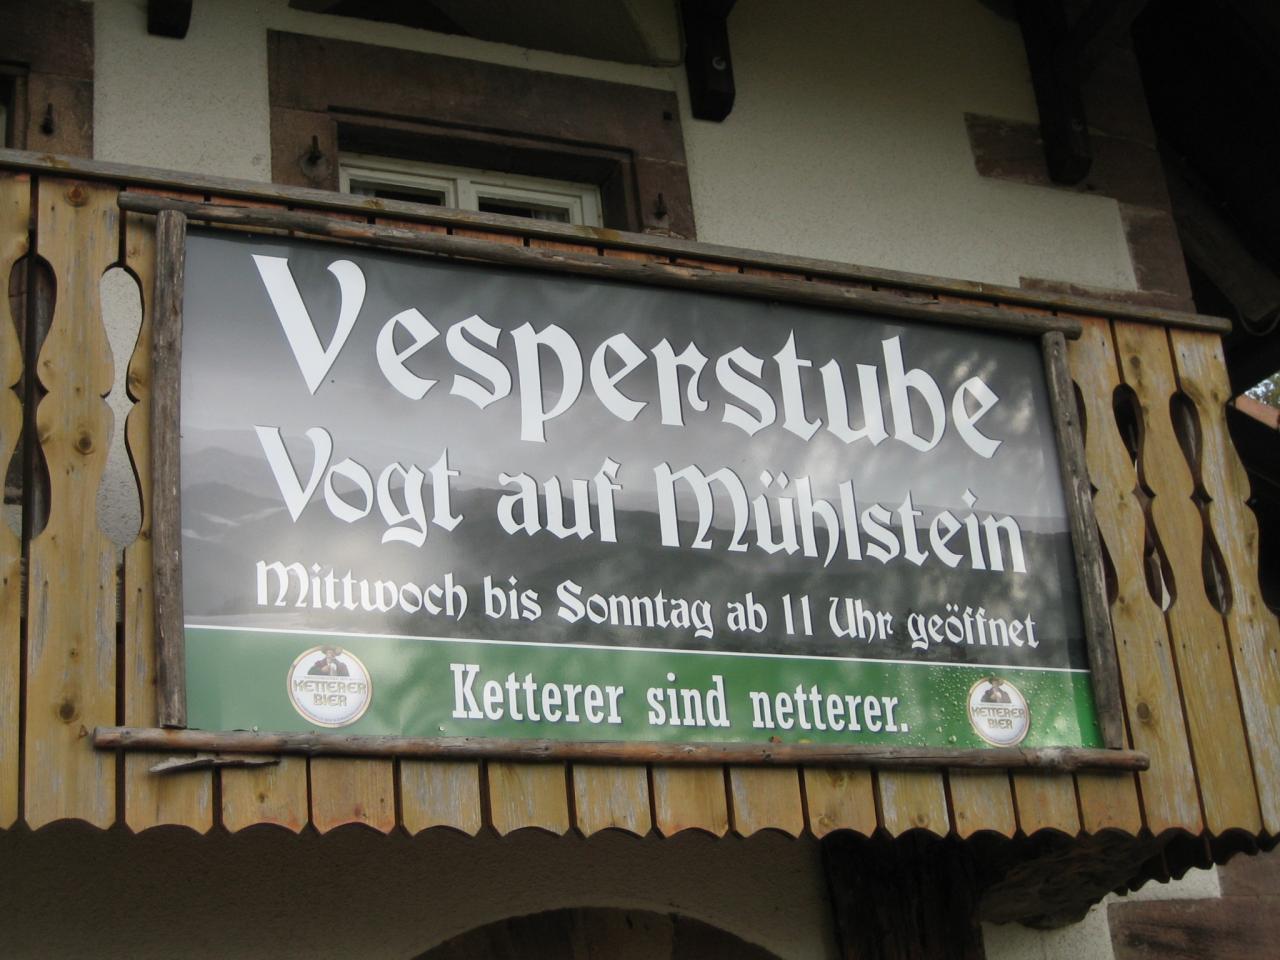 Vesperstube
Vogt auf Mühlstein
Mittwoch bis Sonntag ab 11 Uhr geöffnet
Ketterer sind netterer.
KETTERER
BIER
KETTERER
BIER